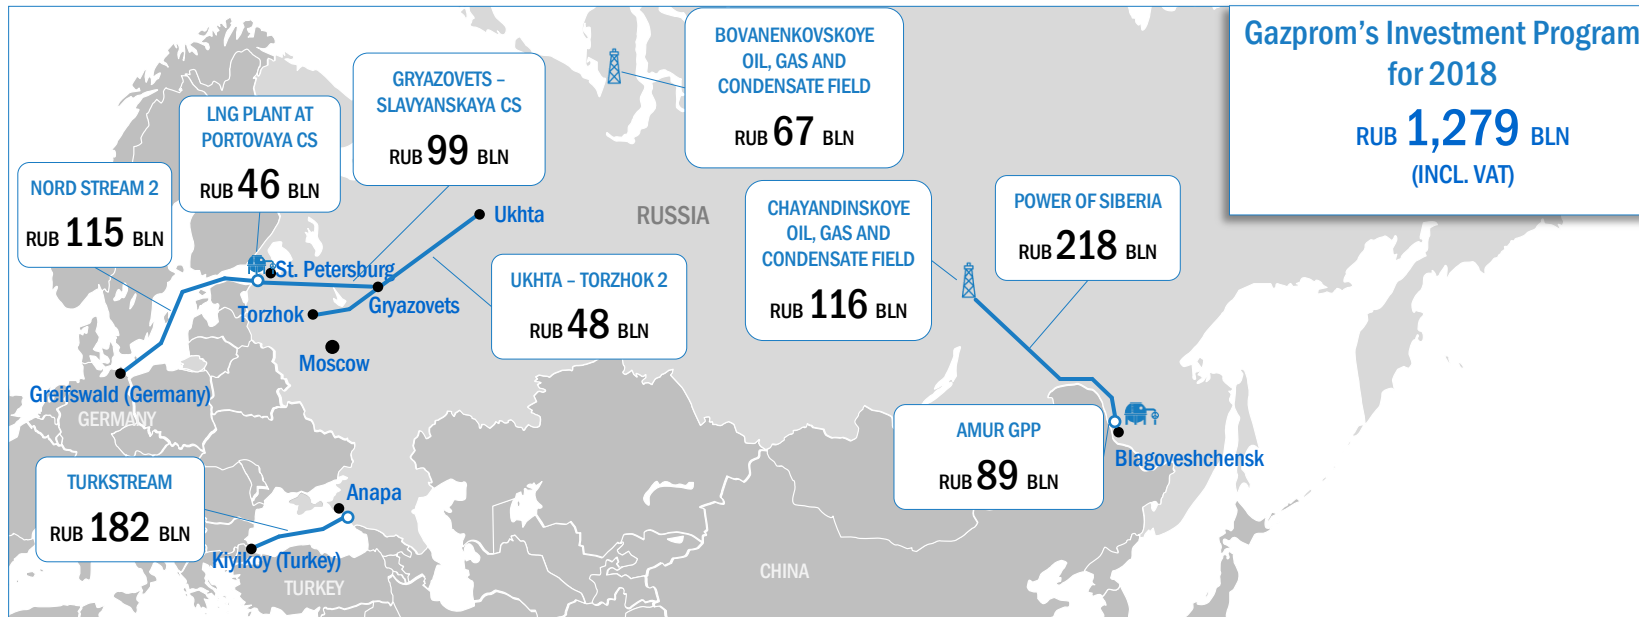 Gazprom's Investment Program
for 2018
RUB 1,279 BLN
(INCL. VAT)
BOVANENKOVSKOYE
OIL, GAS AND
CONDENSATE FIELD
RUB 67 BLN
GRYAZOVETS –
SLAVYANSKAYA CS
RUB 99 BLN
LNG PLANT AT
PORTOVAYA CS
RUB 46 BLN
NORD STREAM 2
RUB 115 BLN
CHAYANDINSKOYE
OIL, GAS AND
CONDENSATE FIELD
RUB 116 BLN
POWER OF SIBERIA
RUB 218 BLN
RUSSIA
Ukhta
St. Petersburg
UKHTA – TORZHOK 2
RUB 48 BLN
Gryazovets
Torzhok
Moscow
Greifswald (Germany)
GERMANY
AMUR GPP
RUB 89 BLN
Blagoveshchensk
TURKSTREAM
RUB 182 BLN
Anapa
Kiyikoy (Turkey)
TURKEY
CHINA